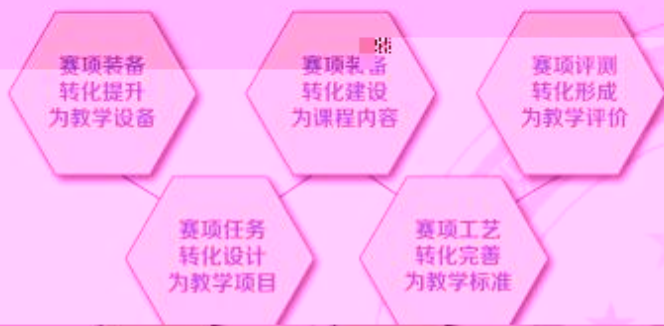 赛项装备
转化提升
为教学设备
赛项
转化建设
为课程内容
赛项评测
转化形成
为教学评价
赛项任务
转化设计
为教学项目
赛项工艺
转化完善
为教学标准